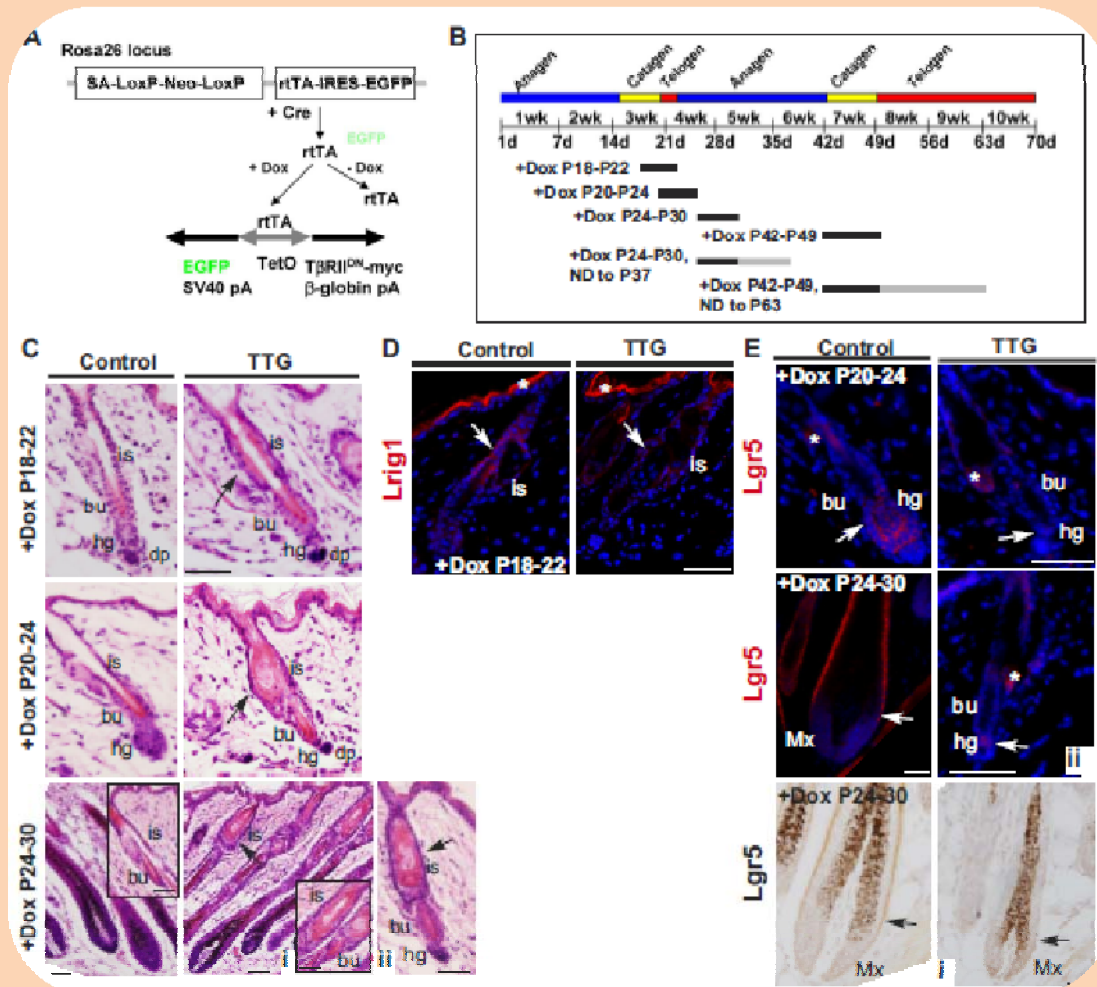 A
Rosa26 locus
SA-LoxP-Neo-LoxP
rtTA-IRES-EGFP
+ Cre
EGFP
rtTA
+ Dox
- Dox
rtTA
rtTA
TetO
EGFP
SV40 pA
TβRII^DN-myc
β-globin pA
B
Anagen Catagen Telogen Anagen Catagen Telogen
1wk 2wk 3wk 4wk 5wk 6wk 7wk 8wk 9wk 10wk
1d 7d 14d 21d 28d 35d 42d 49d 56d 63d 70d
+Dox P18-P22
+Dox P20-P24
+Dox P24-P30
+Dox P42-P49
+Dox P24-P30,
ND to P37
+Dox P42-P49,
ND to P63
C
Control TTG
+Dox P18-22
is
bu
hg
dp
is
bu
hg
dp
+Dox P20-24
is
bu
hg
is
bu
hg
dp
+Dox P24-30
is
bu
is
is
bu
i
is
bu
hg
ii
D
Control TTG
Lrig1
*
is
+Dox P18-22
*
is
E
Control TTG
Lgr5
+Dox P20-24
*
bu
hg
*
bu
hg
Lgr5
+Dox P24-30
Mx
*
bu
hg
ii
Lgr5
+Dox P24-30
Mx
i
Mx